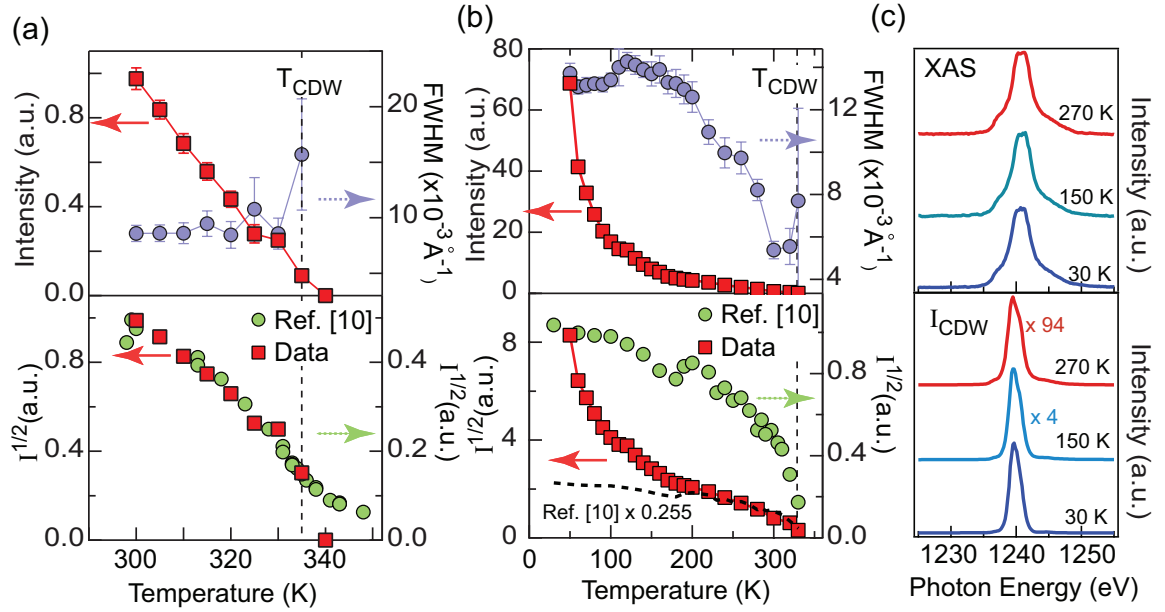 (a)
T_CDW
Intensity (a.u.)
0.8
0.4
0.0
20
10
FWHM (x10^-3 Å^-1)
Ref. [10]
Data
I^1/2(a.u.)
0.8
0.4
0.0
0.4
0.2
0.0
I^1/2(a.u.)
300 320 340
Temperature (K)
(b)
T_CDW
Intensity (a.u.)
80
60
40
20
0
12
8
4
FWHM (x10^-3 Å^-1)
Ref. [10]
Data
Ref. [10] x 0.255
I^1/2(a.u.)
8
4
0
0.8
0.4
0.0
I^1/2(a.u.)
0 100 200 300
Temperature (K)
(c)
XAS
270 K
150 K
30 K
Intensity (a.u.)
I_CDW
x 94
270 K
x 4
150 K
30 K
Intensity (a.u.)
1225 1240 1255
Photon Energy (eV)